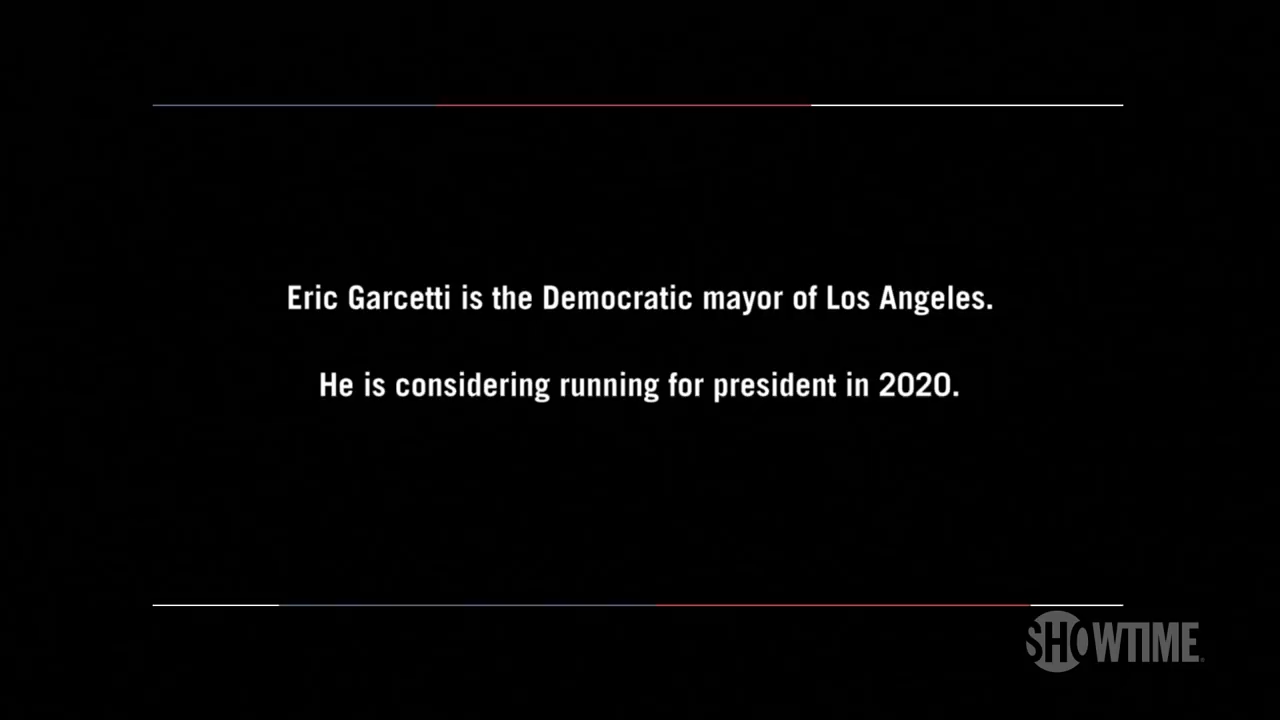 Eric Garcetti is the Democratic mayor of Los Angeles.
He is considering running for president in 2020.
SHOWTIME